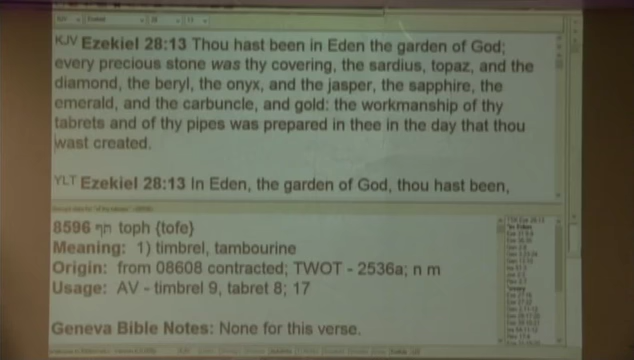 KJV Ezekiel 28:13 Thou hast been in Eden the garden of God;
every precious stone was thy covering, the sardius, topaz, and the
diamond, the beryl, the onyx, and the jasper, the sapphire, the
emerald, and the carbuncle, and gold: the workmanship of thy
tabrets and of thy pipes was prepared in thee in the day that thou
wast created.
YLT Ezekiel 28:13 In Eden, the garden of God, thou hast been,
8596 תף toph {tofe}
Meaning: 1) timbrel, tambourine
Origin: from 08608 contracted; TWOT - 2536a; n m
Usage: AV - timbrel 9, tabret 8; 17
Geneva Bible Notes: None for this verse.